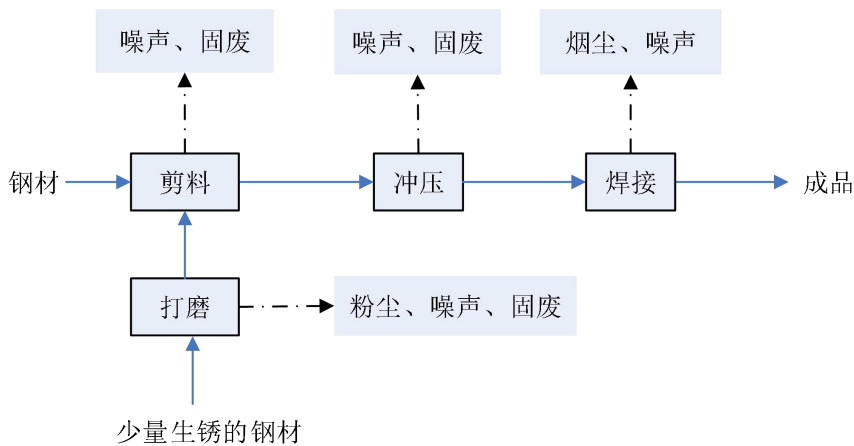 噪声、固废
噪声、固废
烟尘、噪声
钢材
剪料
冲压
焊接
成品
打磨
粉尘、噪声、固废
少量生锈的钢材